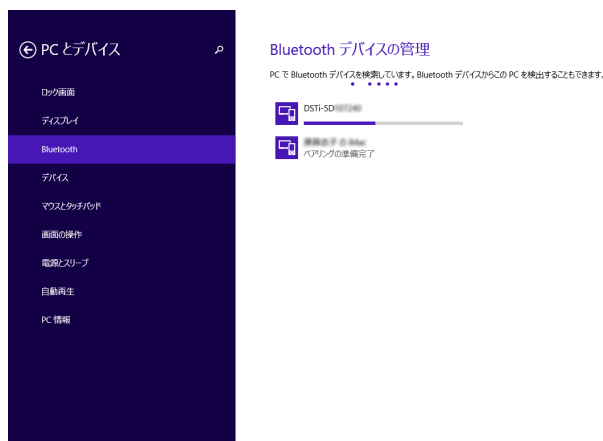 PC とデバイス
ロック画面
ディスプレイ
Bluetooth
デバイス
マウスとタッチパッド
画面の操作
電源とスリープ
自動再生
PC 情報
Bluetooth デバイスの管理
PC で Bluetooth デバイスを検索しています。Bluetooth デバイスからこの PC を検出することもできます。
DSTi-5D
ペアリングの準備完了